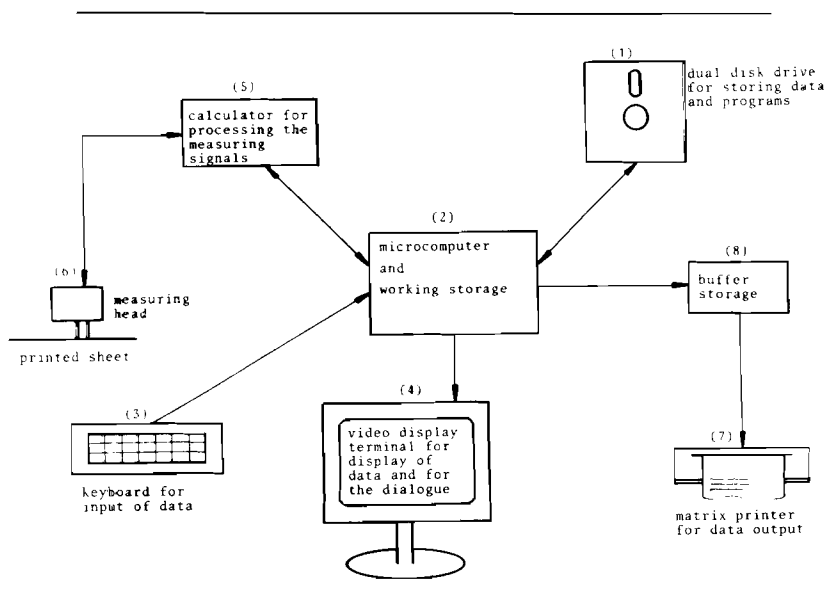 (1)
dual disk drive
for storing data
and programs
(5)
calculator for
processing the
measuring
signals
(2)
microcomputer
and
working storage
(8)
buffer
storage
(6)
measuring
head
printed sheet
(3)
keyboard for
input of data
(4)
video display
terminal for
display of
data and for
the dialogue
(7)
matrix printer
for data output